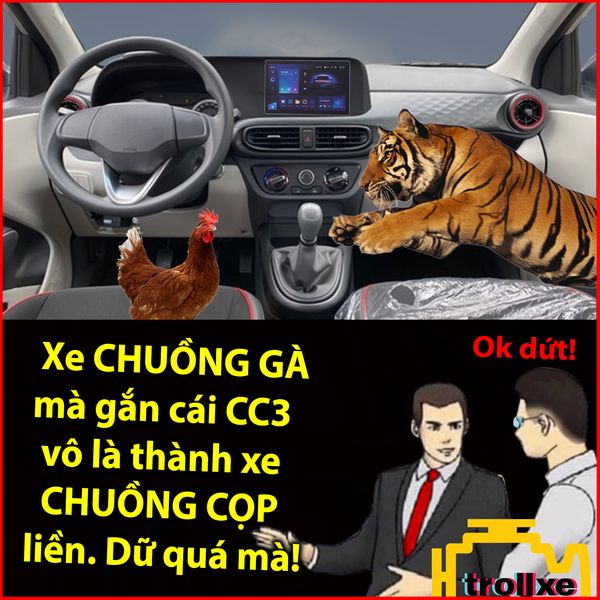 Xe CHUỒNG GÀ
mà gắn cái CC3
vô là thành xe
CHUỒNG CỌP
liền. Dữ quá mà!
Ok dứt!
trollxe